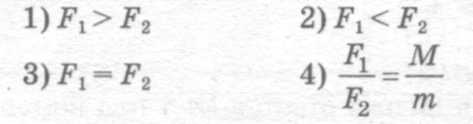 1) F₁ > F₂ 2) F₁ < F₂
3) F₁ = F₂ 4) F₁/F₂ = M/m